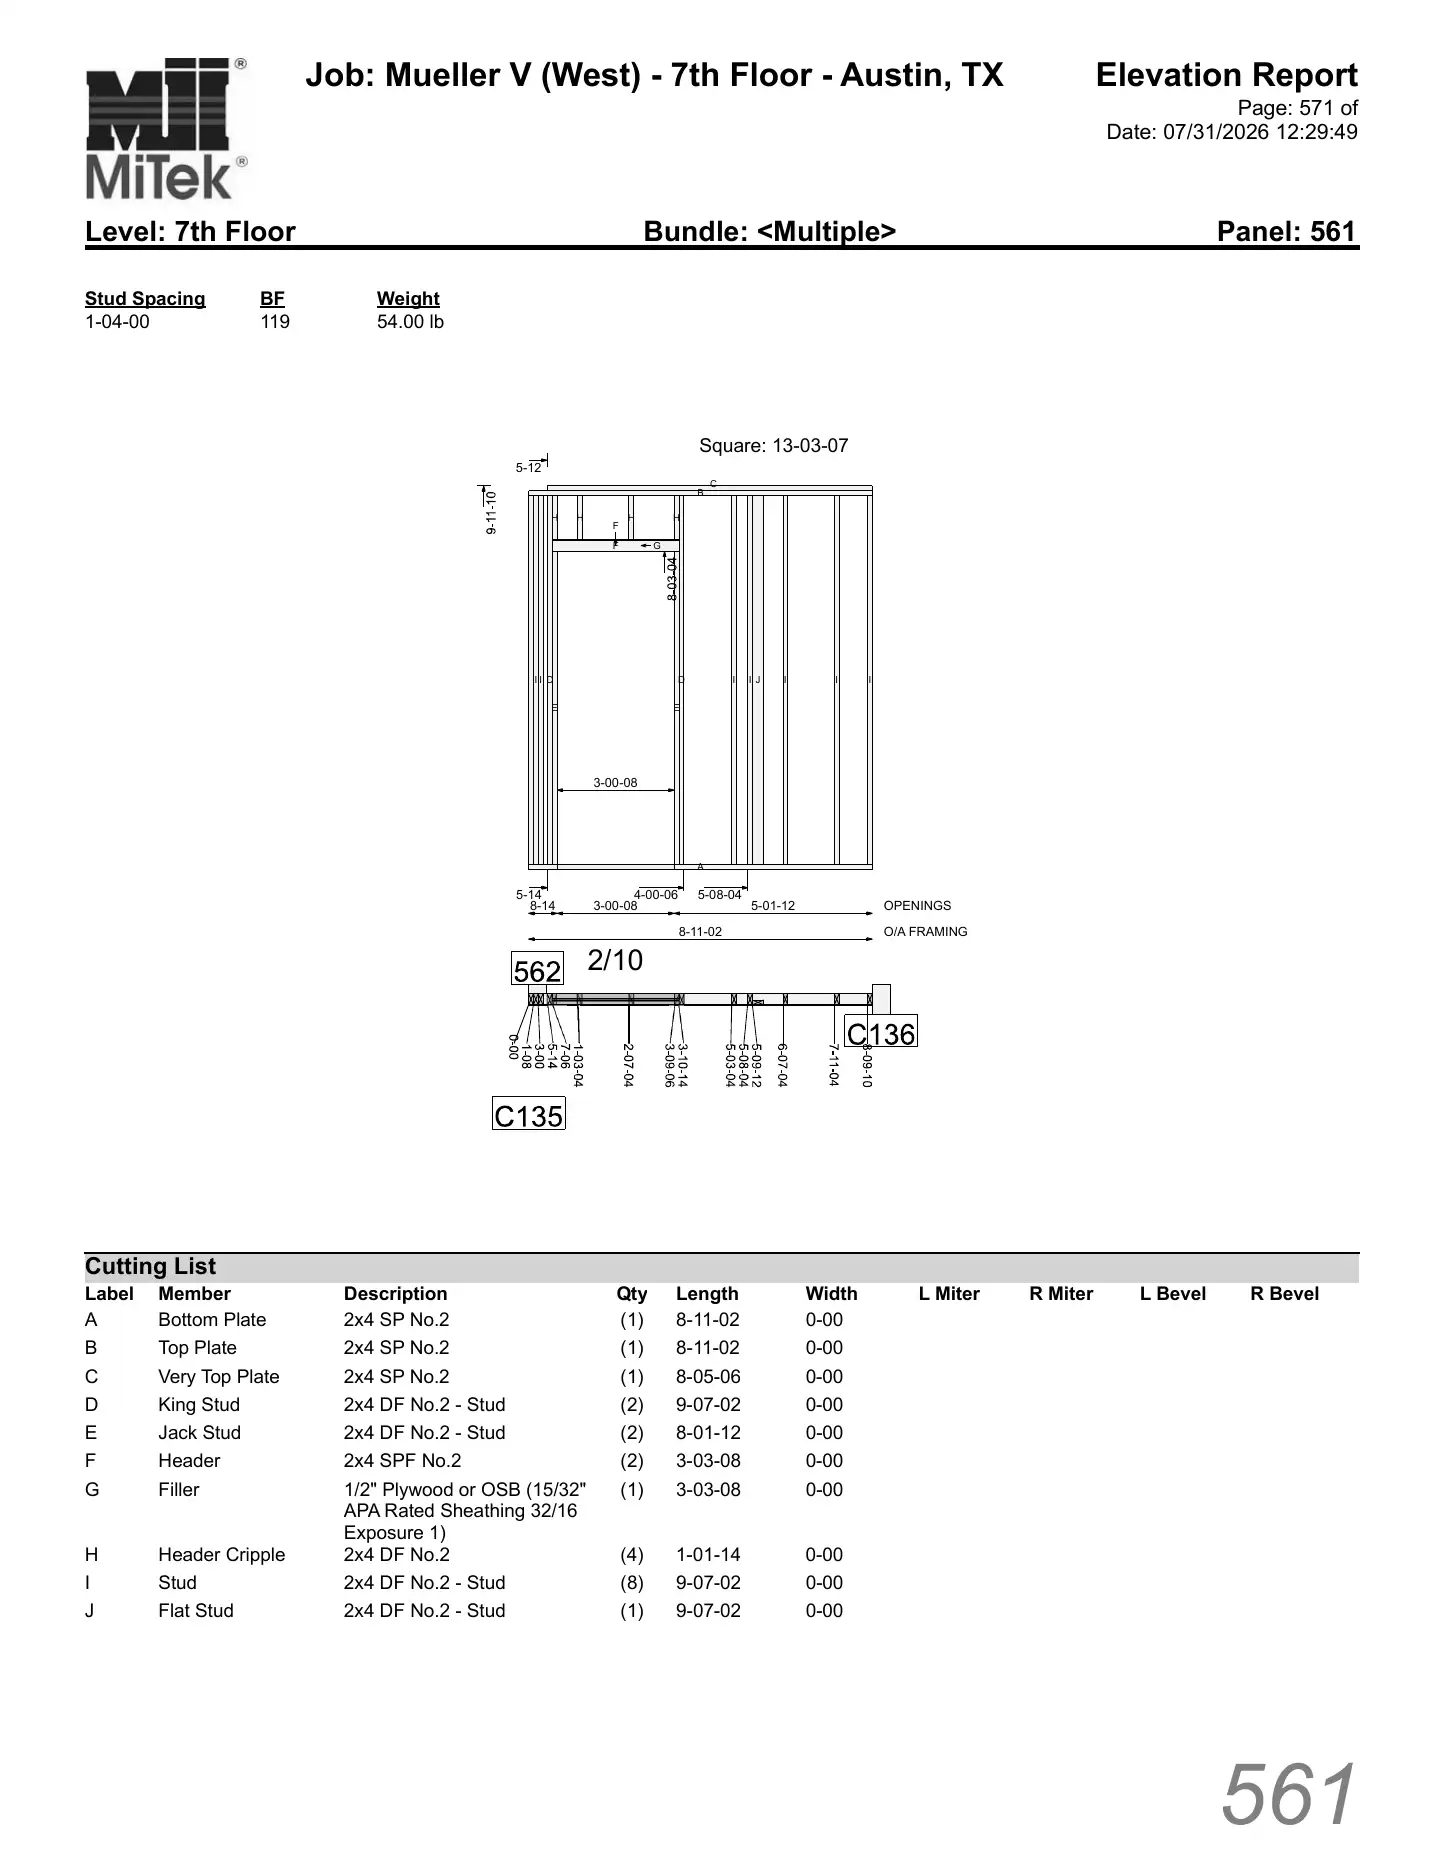 MiTek®
Job: Mueller V (West) - 7th Floor - Austin, TX
Elevation Report
Page: 571 of
Date: 07/31/2026 12:29:49
Level: 7th Floor Bundle: <Multiple> Panel: 561
Stud Spacing BF Weight
1-04-00 119 54.00 lb
Square: 13-03-07
5-12
C
B
9-11-10
H H H H
F
F G
8-03-04
I I D D I I J I I I
E E
3-00-08
A
5-14 4-00-06 5-08-04
8-14 3-00-08 5-01-12 OPENINGS
8-11-02 O/A FRAMING
562 2/10
C136
0-00 1-08 3-00 5-14 7-06 1-03-04 2-07-04 3-09-06 3-10-14 5-03-04 5-08-04 5-09-12 6-07-04 7-11-04 8-09-10
C135
Cutting List
Label Member Description Qty Length Width L Miter R Miter L Bevel R Bevel
A Bottom Plate 2x4 SP No.2 (1) 8-11-02 0-00
B Top Plate 2x4 SP No.2 (1) 8-11-02 0-00
C Very Top Plate 2x4 SP No.2 (1) 8-05-06 0-00
D King Stud 2x4 DF No.2 - Stud (2) 9-07-02 0-00
E Jack Stud 2x4 DF No.2 - Stud (2) 8-01-12 0-00
F Header 2x4 SPF No.2 (2) 3-03-08 0-00
G Filler 1/2" Plywood or OSB (15/32" (1) 3-03-08 0-00
APA Rated Sheathing 32/16
Exposure 1)
H Header Cripple 2x4 DF No.2 (4) 1-01-14 0-00
I Stud 2x4 DF No.2 - Stud (8) 9-07-02 0-00
J Flat Stud 2x4 DF No.2 - Stud (1) 9-07-02 0-00
561